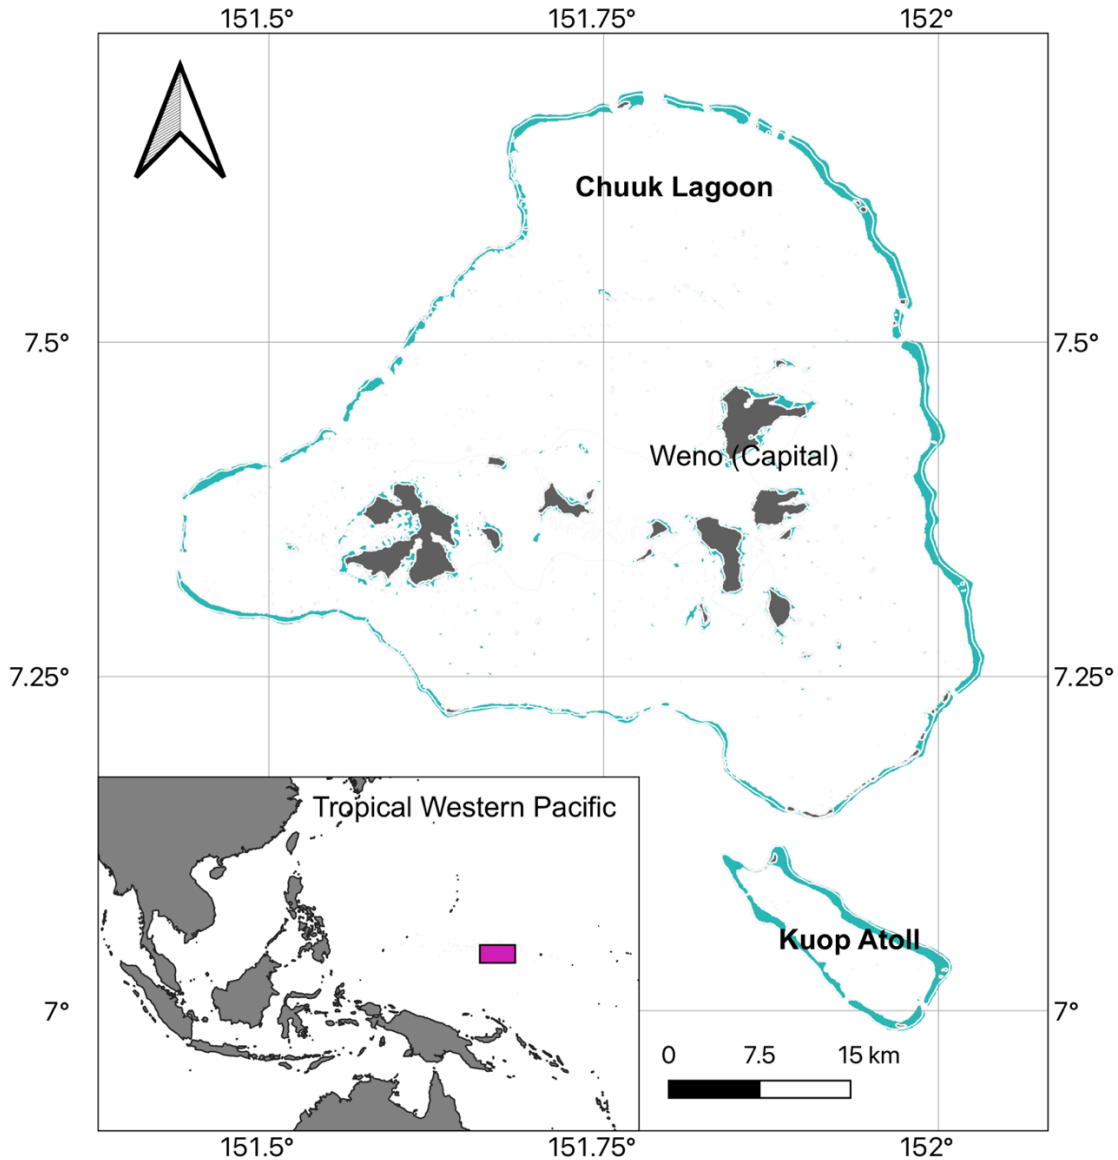 151.5° 151.75° 152°
Chuuk Lagoon
7.5° 7.5°
Weno (Capital)
7.25° 7.25°
Tropical Western Pacific
Kuop Atoll
7° 7°
0 7.5 15 km
151.5° 151.75° 152°